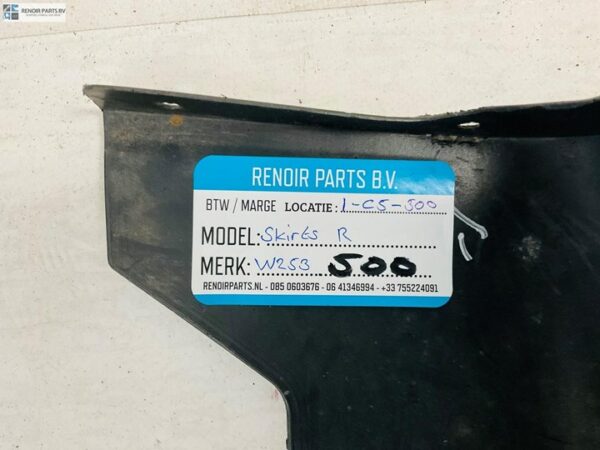 RENOIR PARTS BV.
RENOIR PARTS B.V.
BTW / MARGE LOCATIE: 1-C5-500
MODEL: Skirts R
MERK: W253 500
RENOIRPARTS.NL - 085 0603676 - 06 41346994 - +33 755224091